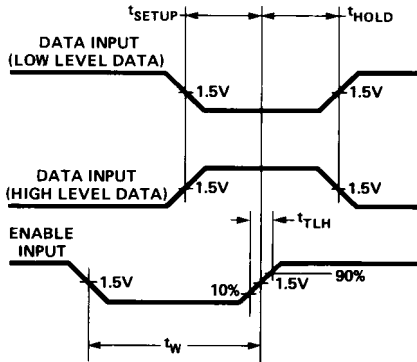 tSETUP
tHOLD
DATA INPUT
(LOW LEVEL DATA)
1.5V
1.5V
DATA INPUT
(HIGH LEVEL DATA)
1.5V
1.5V
tTLH
ENABLE
INPUT
1.5V
10%
1.5V
90%
tW